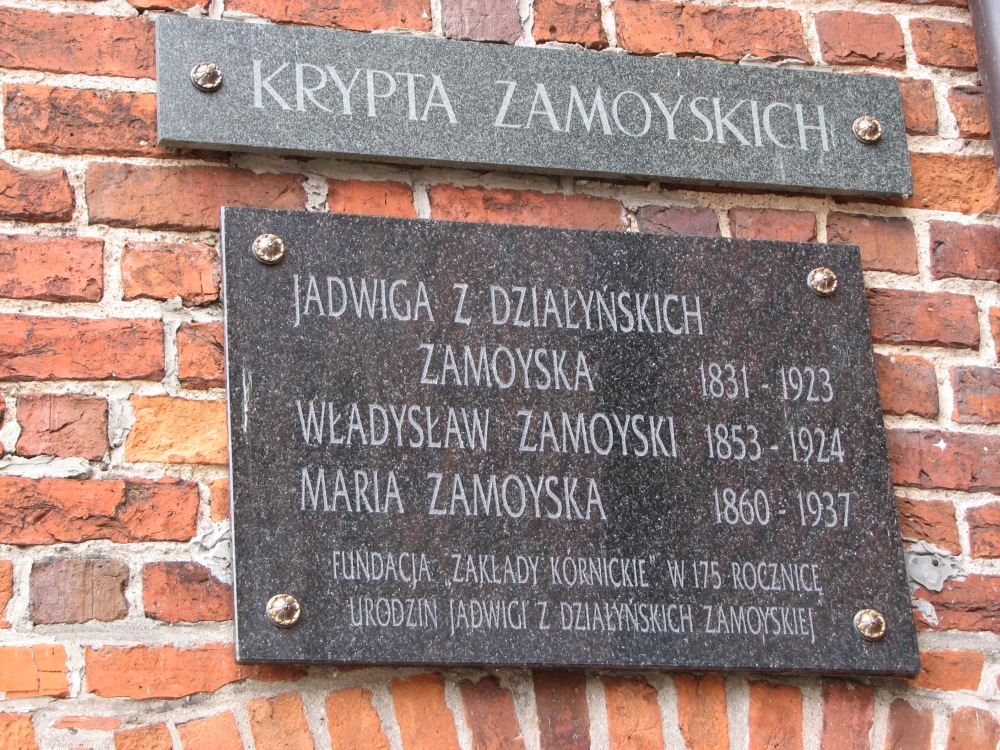 KRYPTA ZAMOYSKICH
JADWIGA Z DZIAŁYŃSKICH
ZAMOYSKA 1831 - 1923
WŁADYSŁAW ZAMOYSKI 1853 - 1924
MARIA ZAMOYSKA 1860 - 1937
FUNDACJA „ZAKŁADY KÓRNICKIE” W 175 ROCZNICĘ
URODZIN JADWIGI Z DZIAŁYŃSKICH ZAMOYSKIEJ